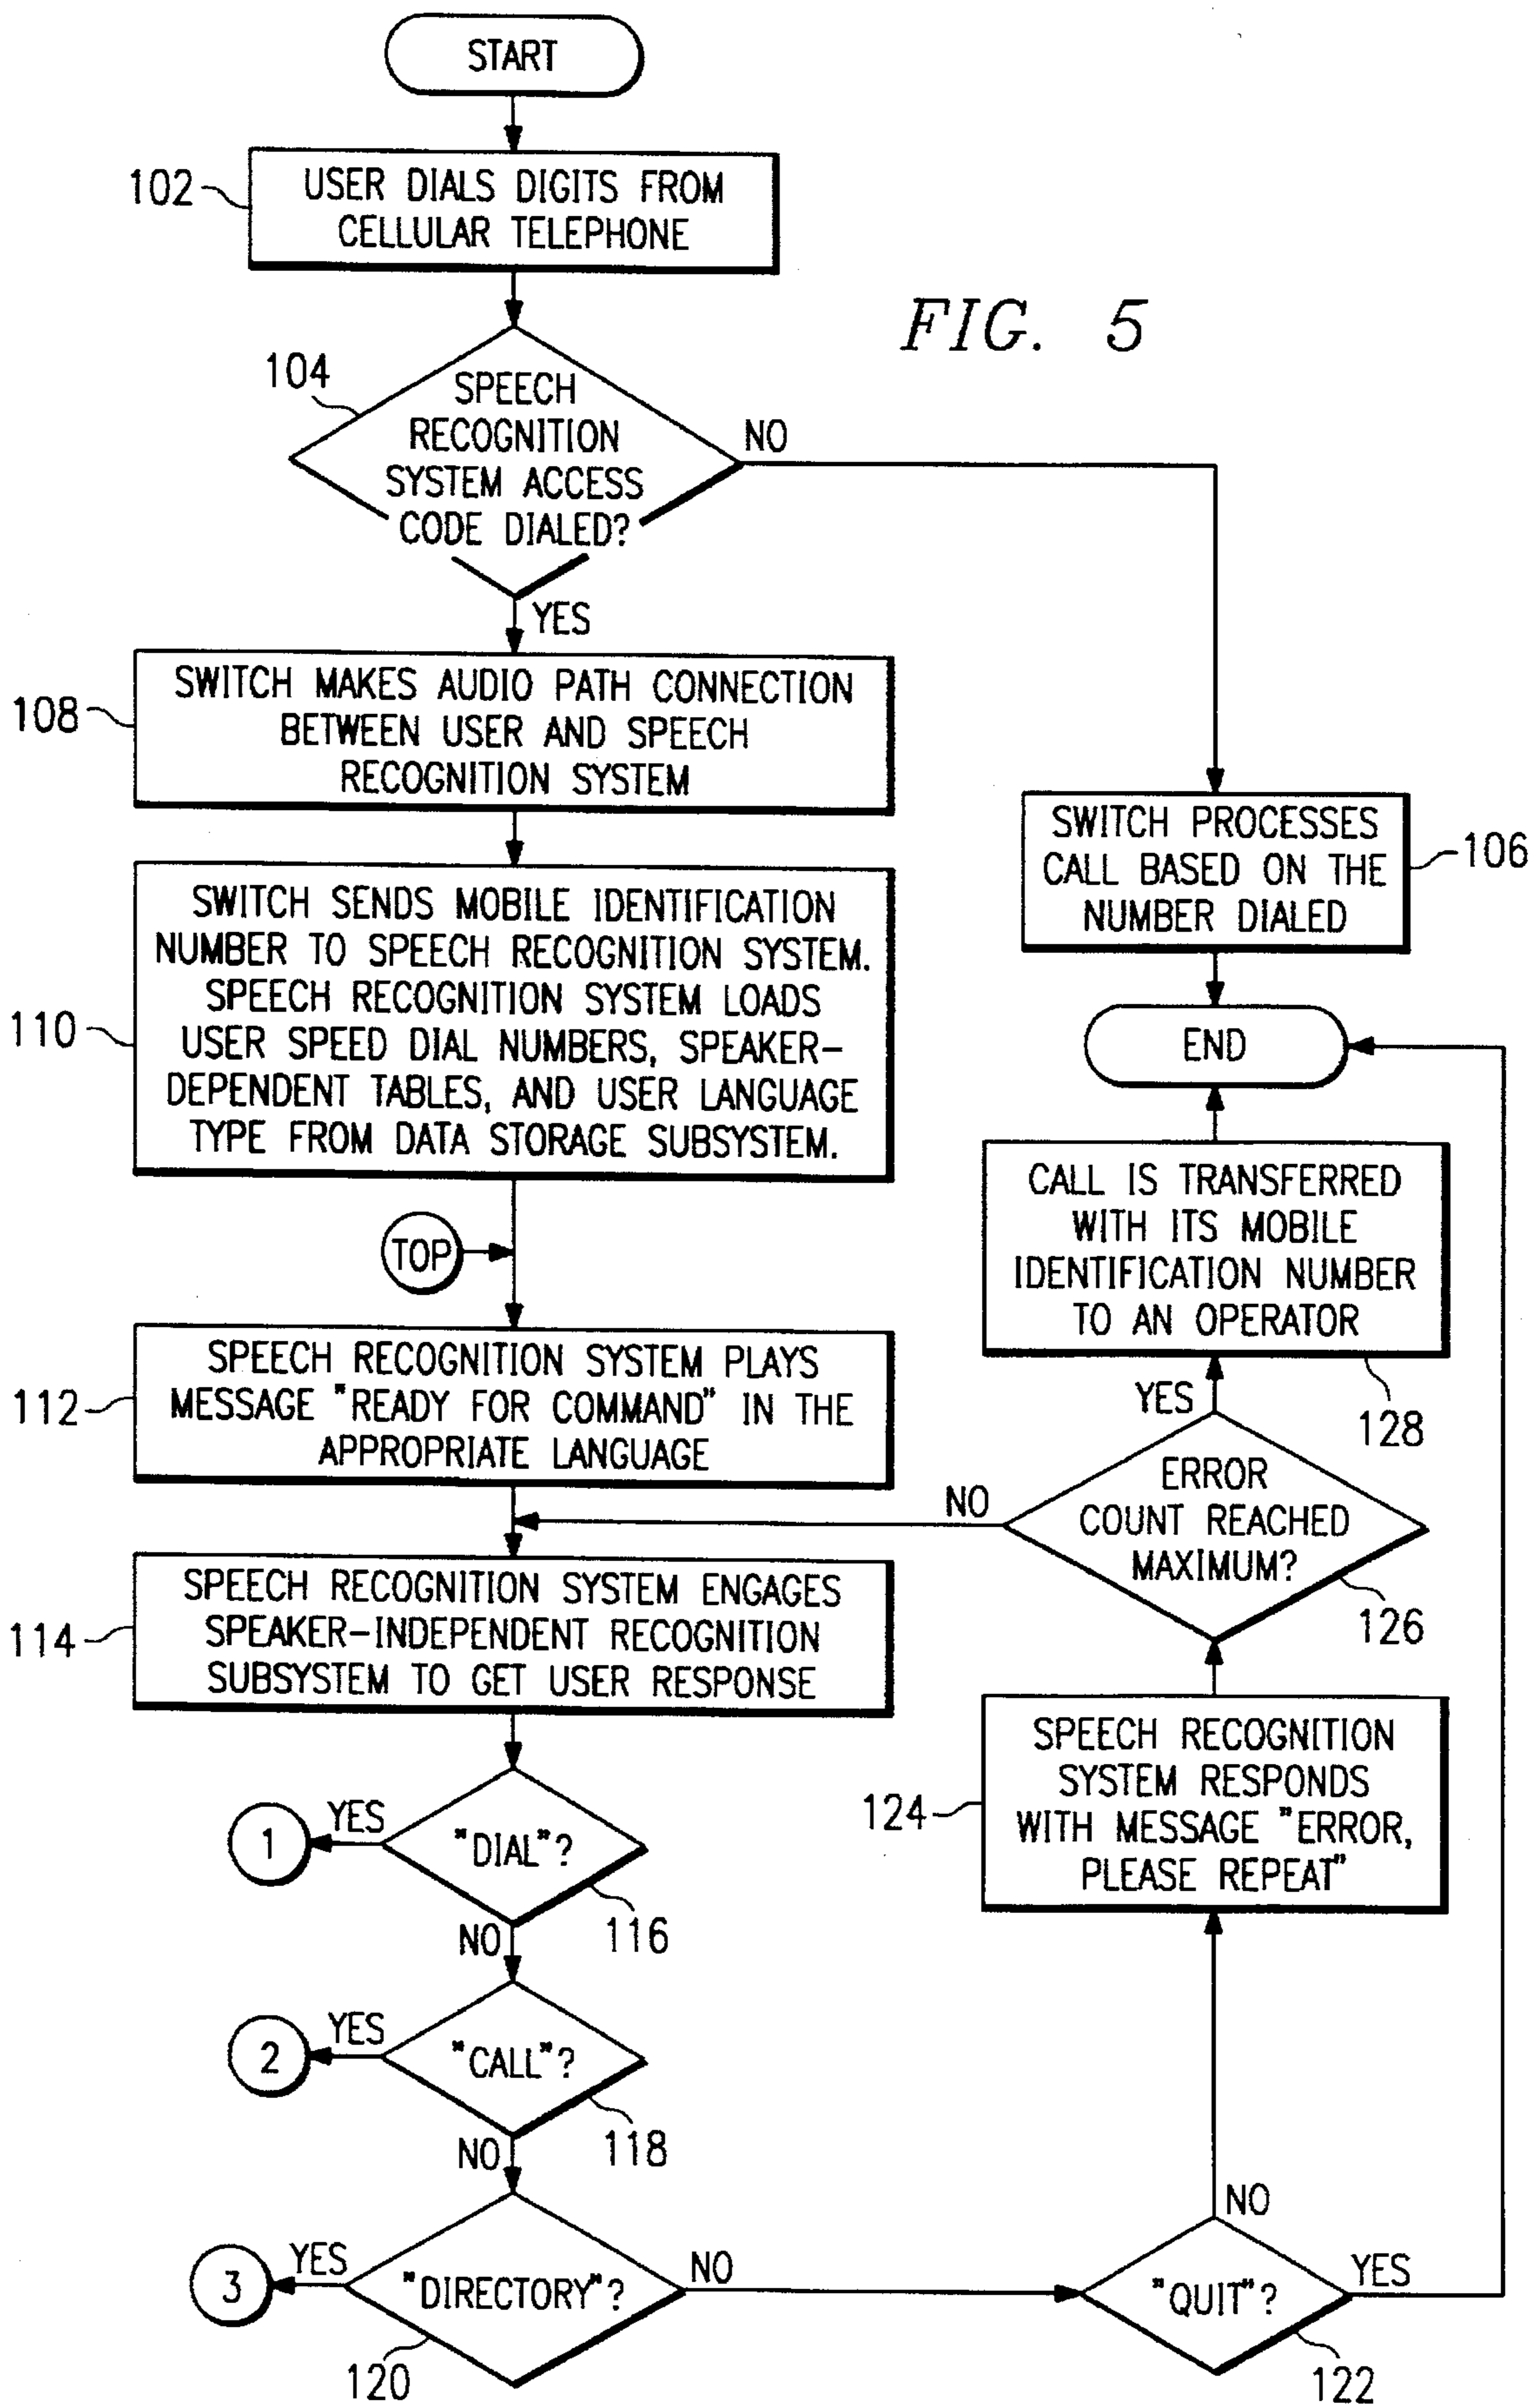 START
102
USER DIALS DIGITS FROM
CELLULAR TELEPHONE
FIG. 5
104
SPEECH
RECOGNITION
SYSTEM ACCESS
CODE DIALED?
NO
YES
108
SWITCH MAKES AUDIO PATH CONNECTION
BETWEEN USER AND SPEECH
RECOGNITION SYSTEM
SWITCH PROCESSES
CALL BASED ON THE
NUMBER DIALED
106
110
SWITCH SENDS MOBILE IDENTIFICATION
NUMBER TO SPEECH RECOGNITION SYSTEM.
SPEECH RECOGNITION SYSTEM LOADS
USER SPEED DIAL NUMBERS, SPEAKER-
DEPENDENT TABLES, AND USER LANGUAGE
TYPE FROM DATA STORAGE SUBSYSTEM.
END
TOP
CALL IS TRANSFERRED
WITH ITS MOBILE
IDENTIFICATION NUMBER
TO AN OPERATOR
128
112
SPEECH RECOGNITION SYSTEM PLAYS
MESSAGE "READY FOR COMMAND" IN THE
APPROPRIATE LANGUAGE
YES
NO
ERROR
COUNT REACHED
MAXIMUM?
126
114
SPEECH RECOGNITION SYSTEM ENGAGES
SPEAKER-INDEPENDENT RECOGNITION
SUBSYSTEM TO GET USER RESPONSE
124
SPEECH RECOGNITION
SYSTEM RESPONDS
WITH MESSAGE "ERROR,
PLEASE REPEAT"
1
YES
"DIAL"?
116
NO
2
YES
"CALL"?
118
NO
3
YES
"DIRECTORY"?
120
NO
NO
"QUIT"?
YES
122